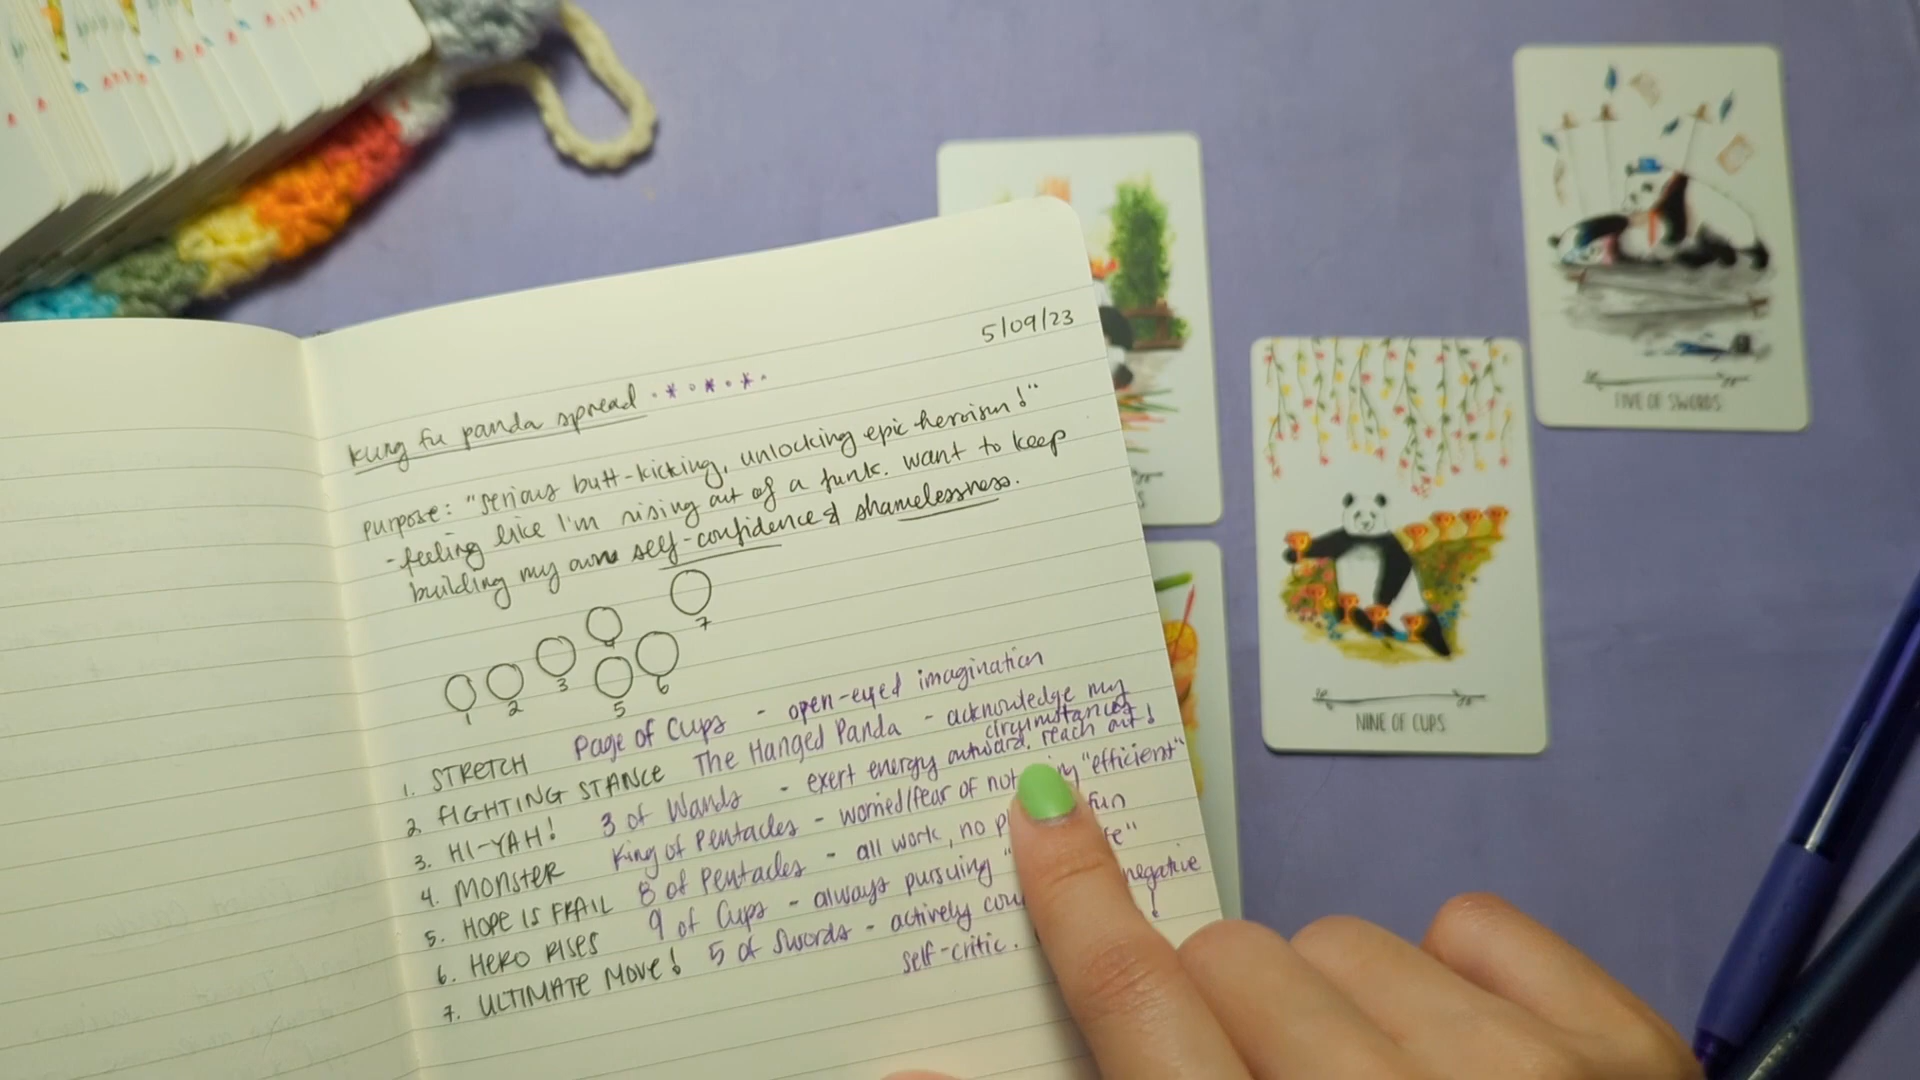 5/09/23
kung fu panda spread
purpose: "serious butt-kicking, unlocking epic heroism!"
- feeling like I'm rising out of a funk. want to keep
building my own self-confidence & shamelessness.
1 2 3 4 5 6 7
1. STRETCH Page of Cups - open-eyed imagination
2. FIGHTING STANCE The Hanged Panda - acknowledge my
circumstances
3. HI-YAH! 3 of Wands - exert energy outward. reach out!
4. MONSTER King of Pentacles - worried/fear of not "efficient"
5. HOPE IS FRAIL 8 of Pentacles - all work, no fun
6. HERO RISES 9 of Cups - always pursuing "
7. ULTIMATE MOVE! 5 of Swords - actively negative
self-critic. !
FIVE OF SWORDS
NINE OF CUPS